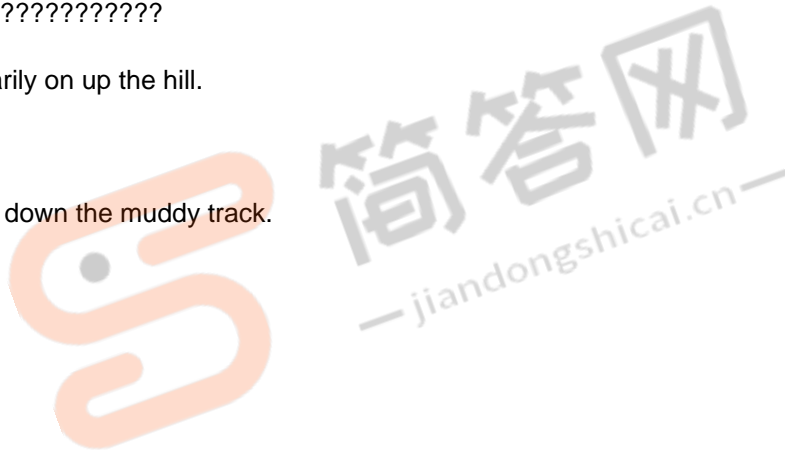 ???????????
arily on up the hill.
down the muddy track.
简答网
jiandongshicai.cn